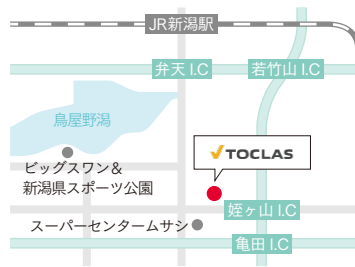 JR新潟駅
弁天 I.C
若竹山 I.C
鳥屋野潟
TOCLAS
ビッグスワン＆
新潟県スポーツ公園
姥ヶ山 I.C
スーパーセンタームサシ
亀田 I.C